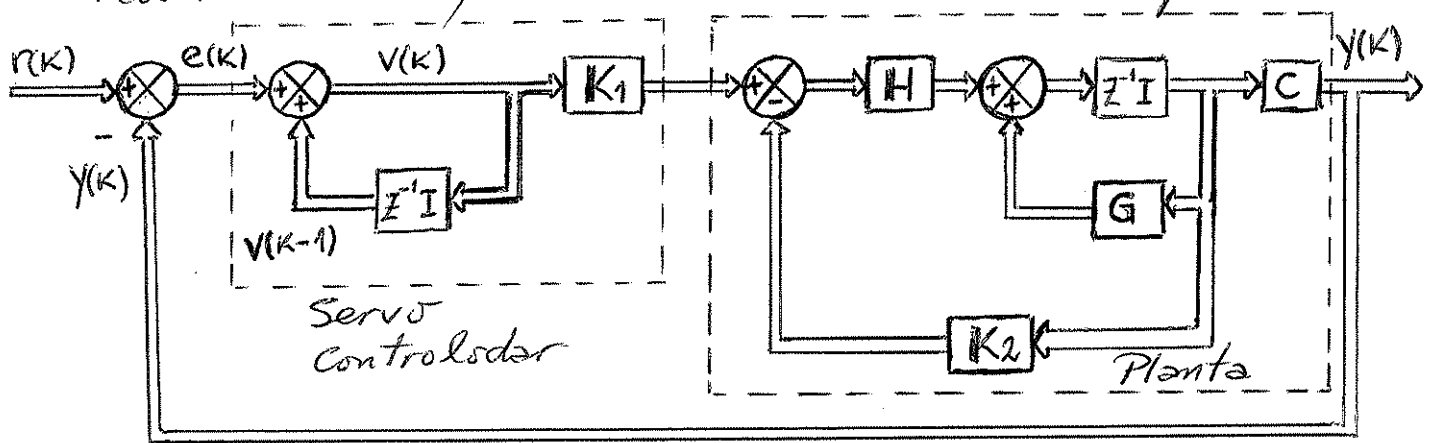 r(k) e(k) v(k) K1 H Z⁻¹I C y(k)
+ + + + - + +
- y(k)
Z⁻¹I G
v(k-1)
Servo
controlador
K2
Planta